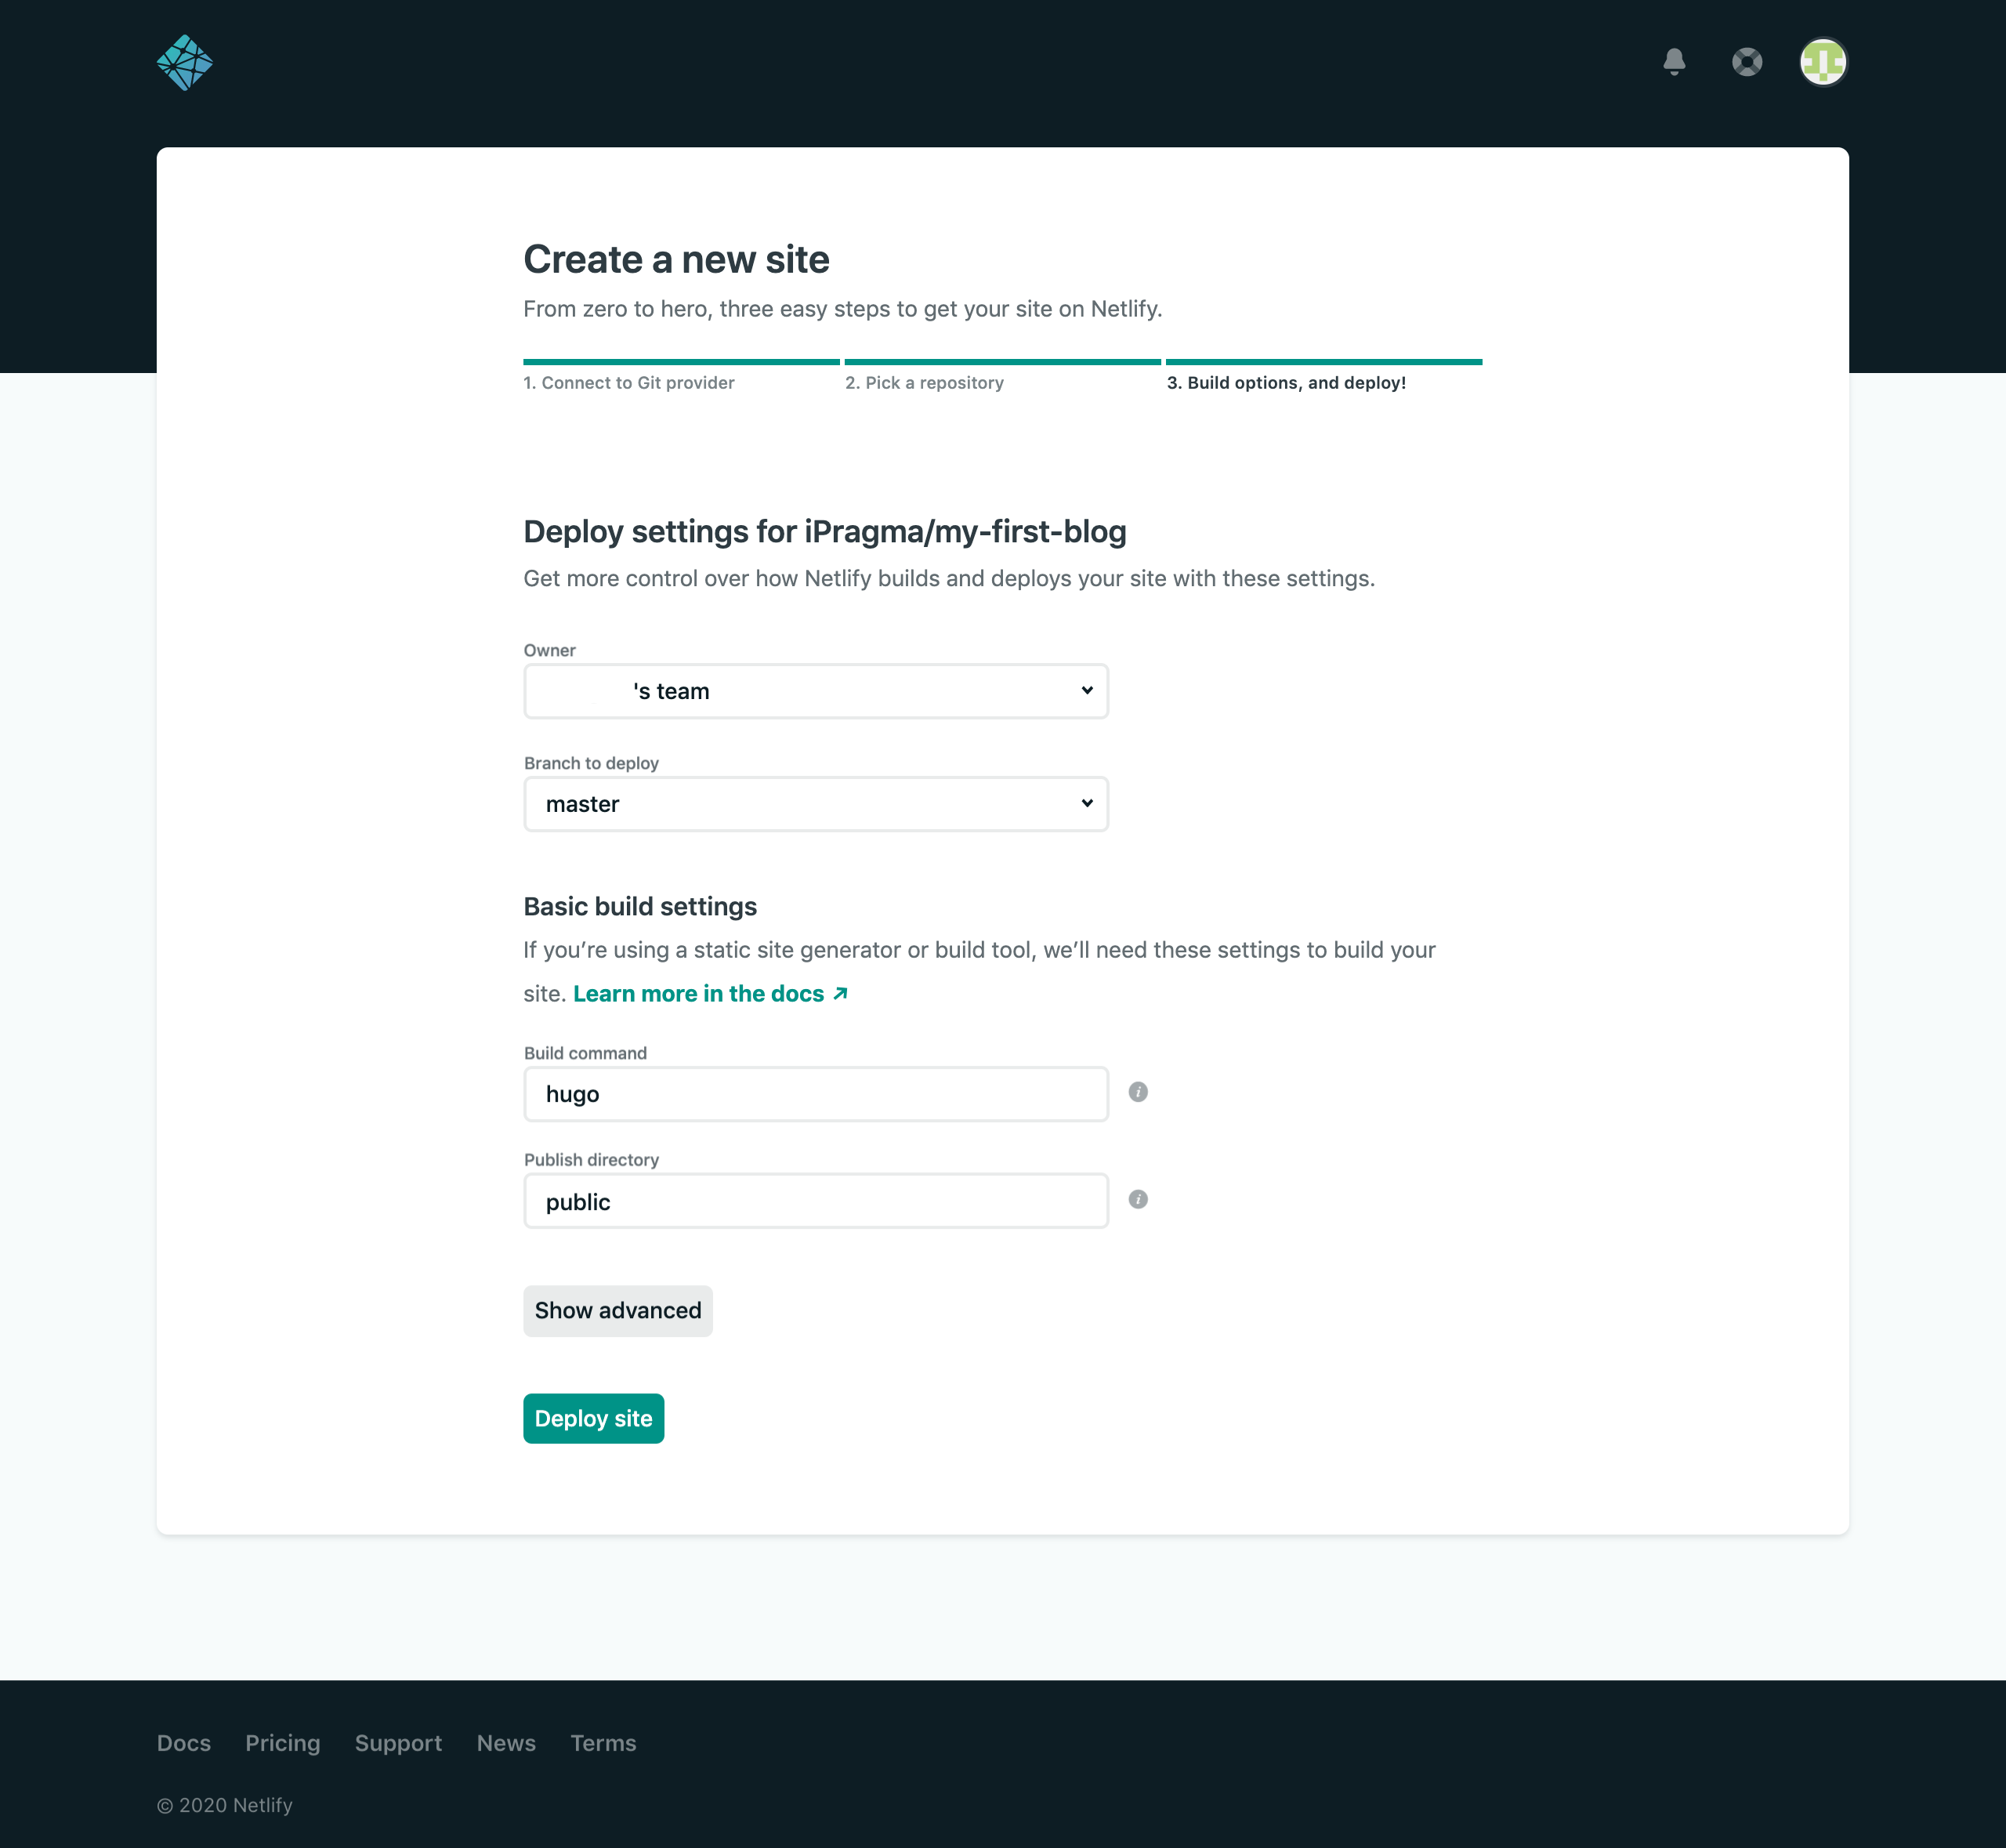 Create a new site
From zero to hero, three easy steps to get your site on Netlify.
1. Connect to Git provider
2. Pick a repository
3. Build options, and deploy!
Deploy settings for iPragma/my-first-blog
Get more control over how Netlify builds and deploys your site with these settings.
Owner
's team
Branch to deploy
master
Basic build settings
If you’re using a static site generator or build tool, we’ll need these settings to build your
site. Learn more in the docs ↗
Build command
hugo
Publish directory
public
Show advanced
Deploy site
Docs Pricing Support News Terms
© 2020 Netlify